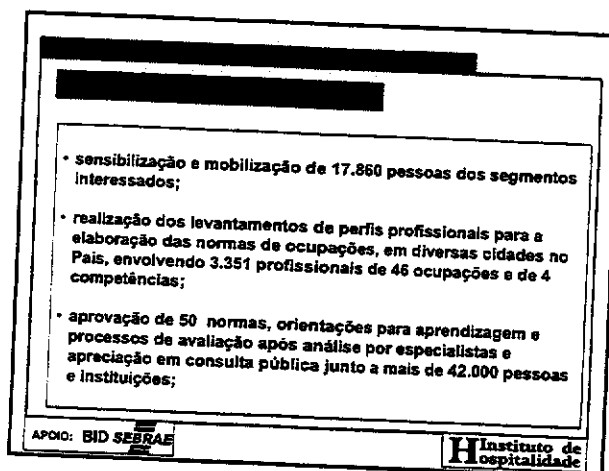 • sensibilização e mobilização de 17.860 pessoas dos segmentos
interessados;
• realização dos levantamentos de perfis profissionais para a
elaboração das normas de ocupações, em diversas cidades no
País, envolvendo 3.351 profissionais de 46 ocupações e de 4
competências;
• aprovação de 50 normas, orientações para aprendizagem e
processos de avaliação após análise por especialistas e
apreciação em consulta pública junto a mais de 42.000 pessoas
e instituições;
APOIO: BID SEBRAE
Instituto de
Hospitalidade